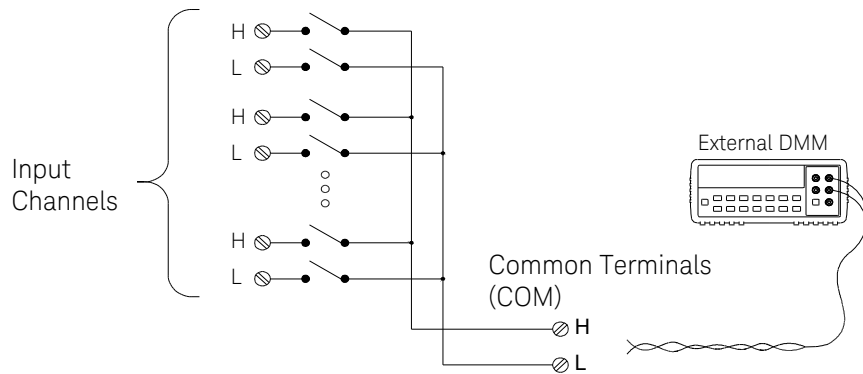 H
L
H
L
Input
Channels
H
L
External DMM
Common Terminals
(COM)
H
L